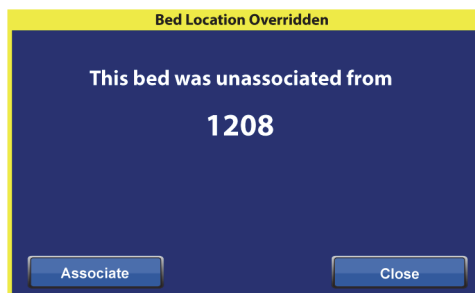 Bed Location Overridden
This bed was unassociated from
1208
Associate
Close